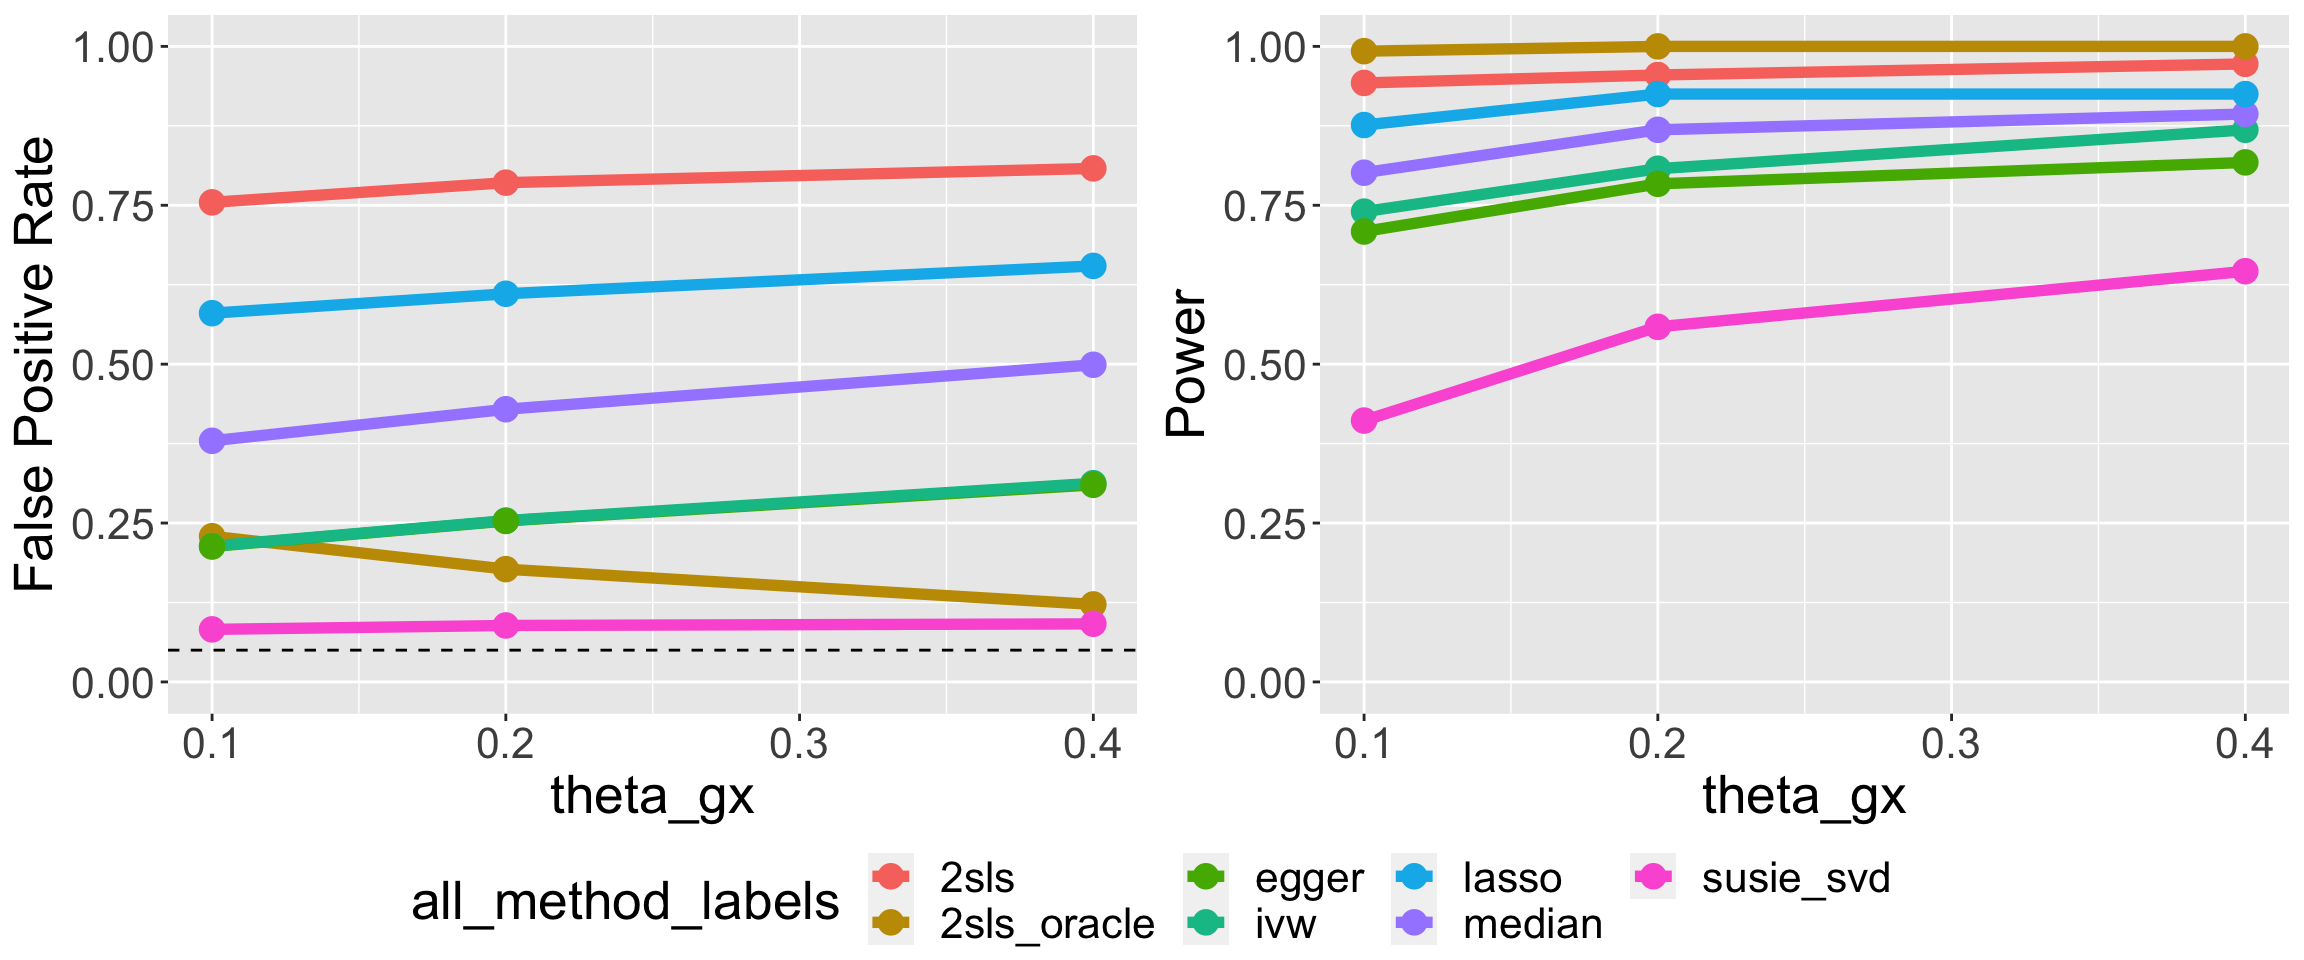 False Positive Rate
1.00
0.75
0.50
0.25
0.00
0.1 0.2 0.3 0.4
theta_gx
Power
1.00
0.75
0.50
0.25
0.00
0.1 0.2 0.3 0.4
theta_gx
all_method_labels
2sls egger lasso susie_svd
2sls_oracle ivw median